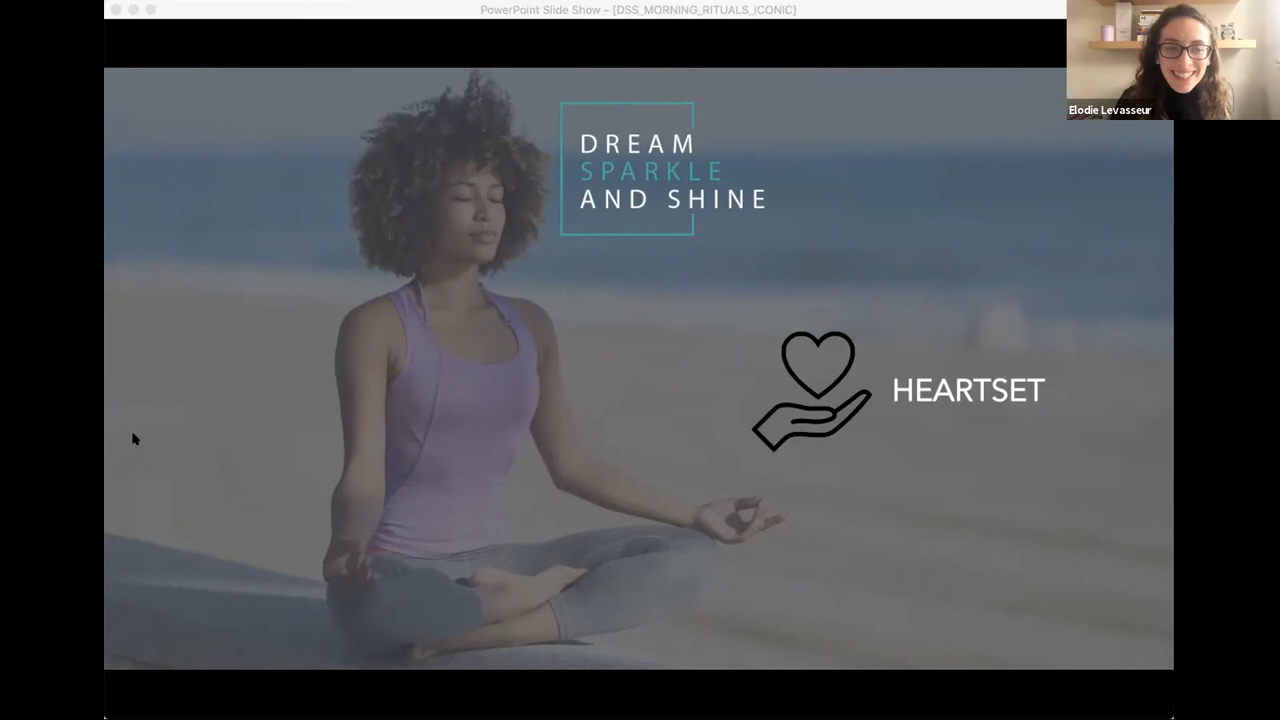 PowerPoint Slide Show – [DSS_MORNING_RITUALS_ICONIC]
Elodie Levasseur
DREAM
SPARKLE
AND SHINE
HEARTSET